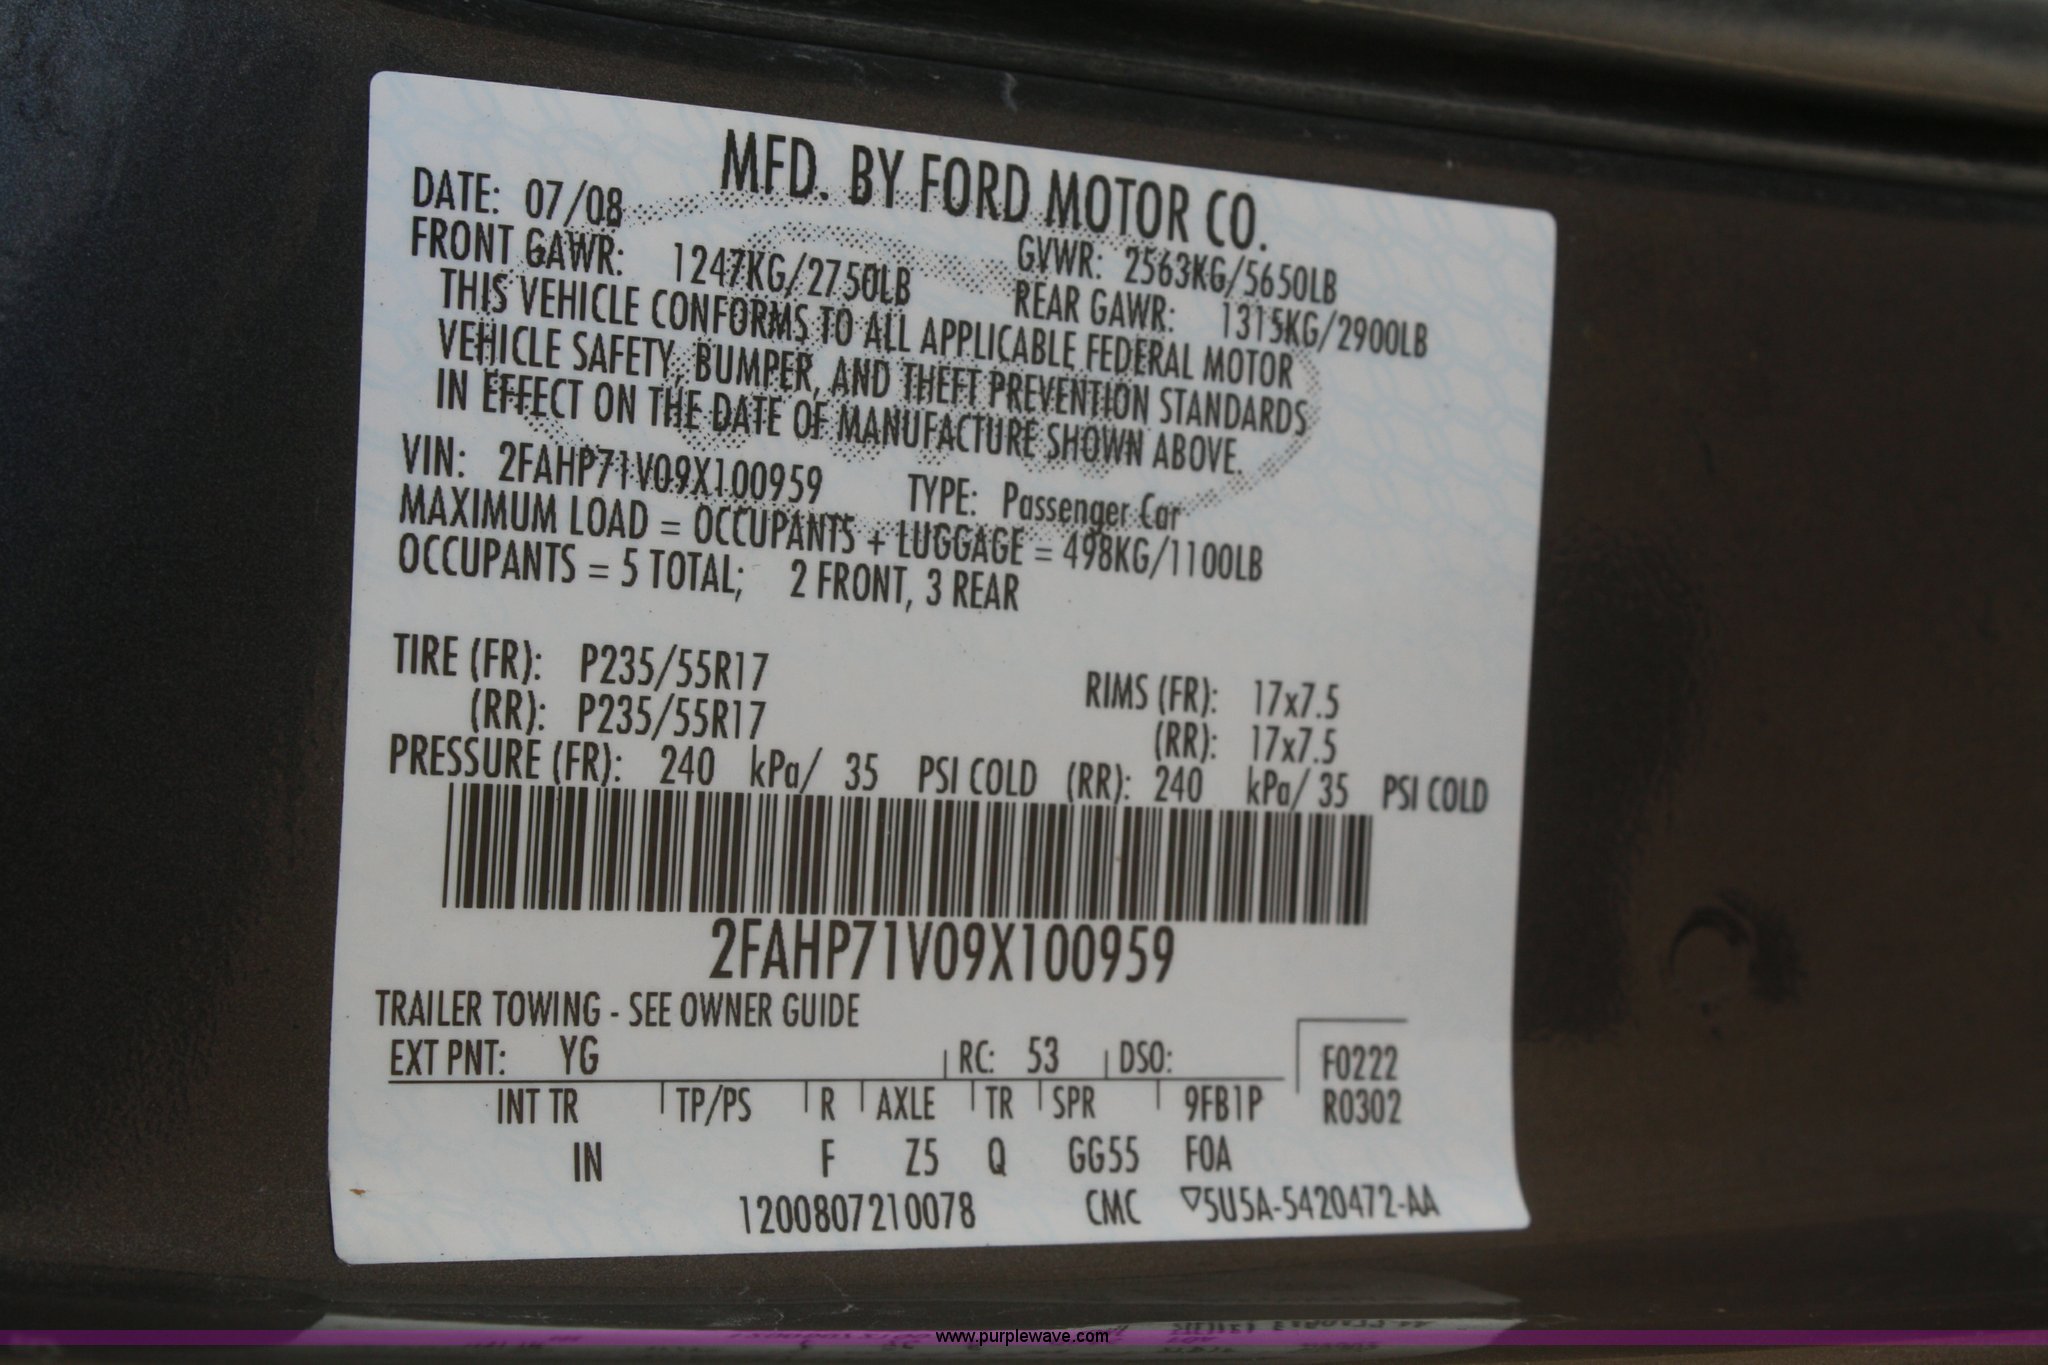 MFD. BY FORD MOTOR CO.
DATE: 07/08 GVWR: 2563KG/5650LB
FRONT GAWR: 1247KG/2750LB REAR GAWR: 1315KG/2900LB
THIS VEHICLE CONFORMS TO ALL APPLICABLE FEDERAL MOTOR
VEHICLE SAFETY, BUMPER, AND THEFT PREVENTION STANDARDS
IN EFFECT ON THE DATE OF MANUFACTURE SHOWN ABOVE.
VIN: 2FAHP71V09X100959 TYPE: Passenger Car
MAXIMUM LOAD = OCCUPANTS + LUGGAGE = 498KG/1100LB
OCCUPANTS = 5 TOTAL; 2 FRONT, 3 REAR
TIRE (FR): P235/55R17 RIMS (FR): 17x7.5
(RR): P235/55R17 (RR): 17x7.5
PRESSURE (FR): 240 kPa/ 35 PSI COLD (RR): 240 kPa/ 35 PSI COLD
2FAHP71V09X100959
TRAILER TOWING - SEE OWNER GUIDE
EXT PNT: YG RC: 53 DSO: F0222
INT TR TP/PS R AXLE TR SPR 9FB1P R0302
IN F Z5 Q GG55 F0A
1200807210078 CMC ▽5U5A-5420472-AA
www.purplewave.com